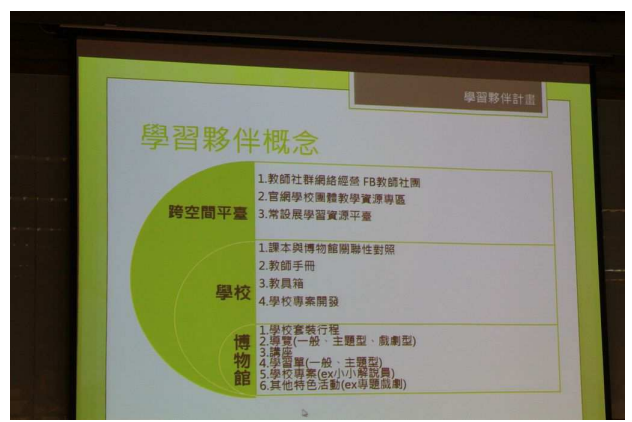 學習夥伴計畫
學習夥伴概念
跨空間平臺
1.教師社群網絡經營 FB教師社團
2.官網學校團體教學資源專區
3.常設展學習資源平臺
學校
1.課本與博物館關聯性對照
2.教師手冊
3.教具箱
4.學校專案開發
博物館
1.學校套裝行程
2.導覽(一般、主題型、戲劇型)
3.講座
4.學習單(一般、主題型)
5.學校專案(ex小小解說員)
6.其他特色活動(ex專題戲劇)